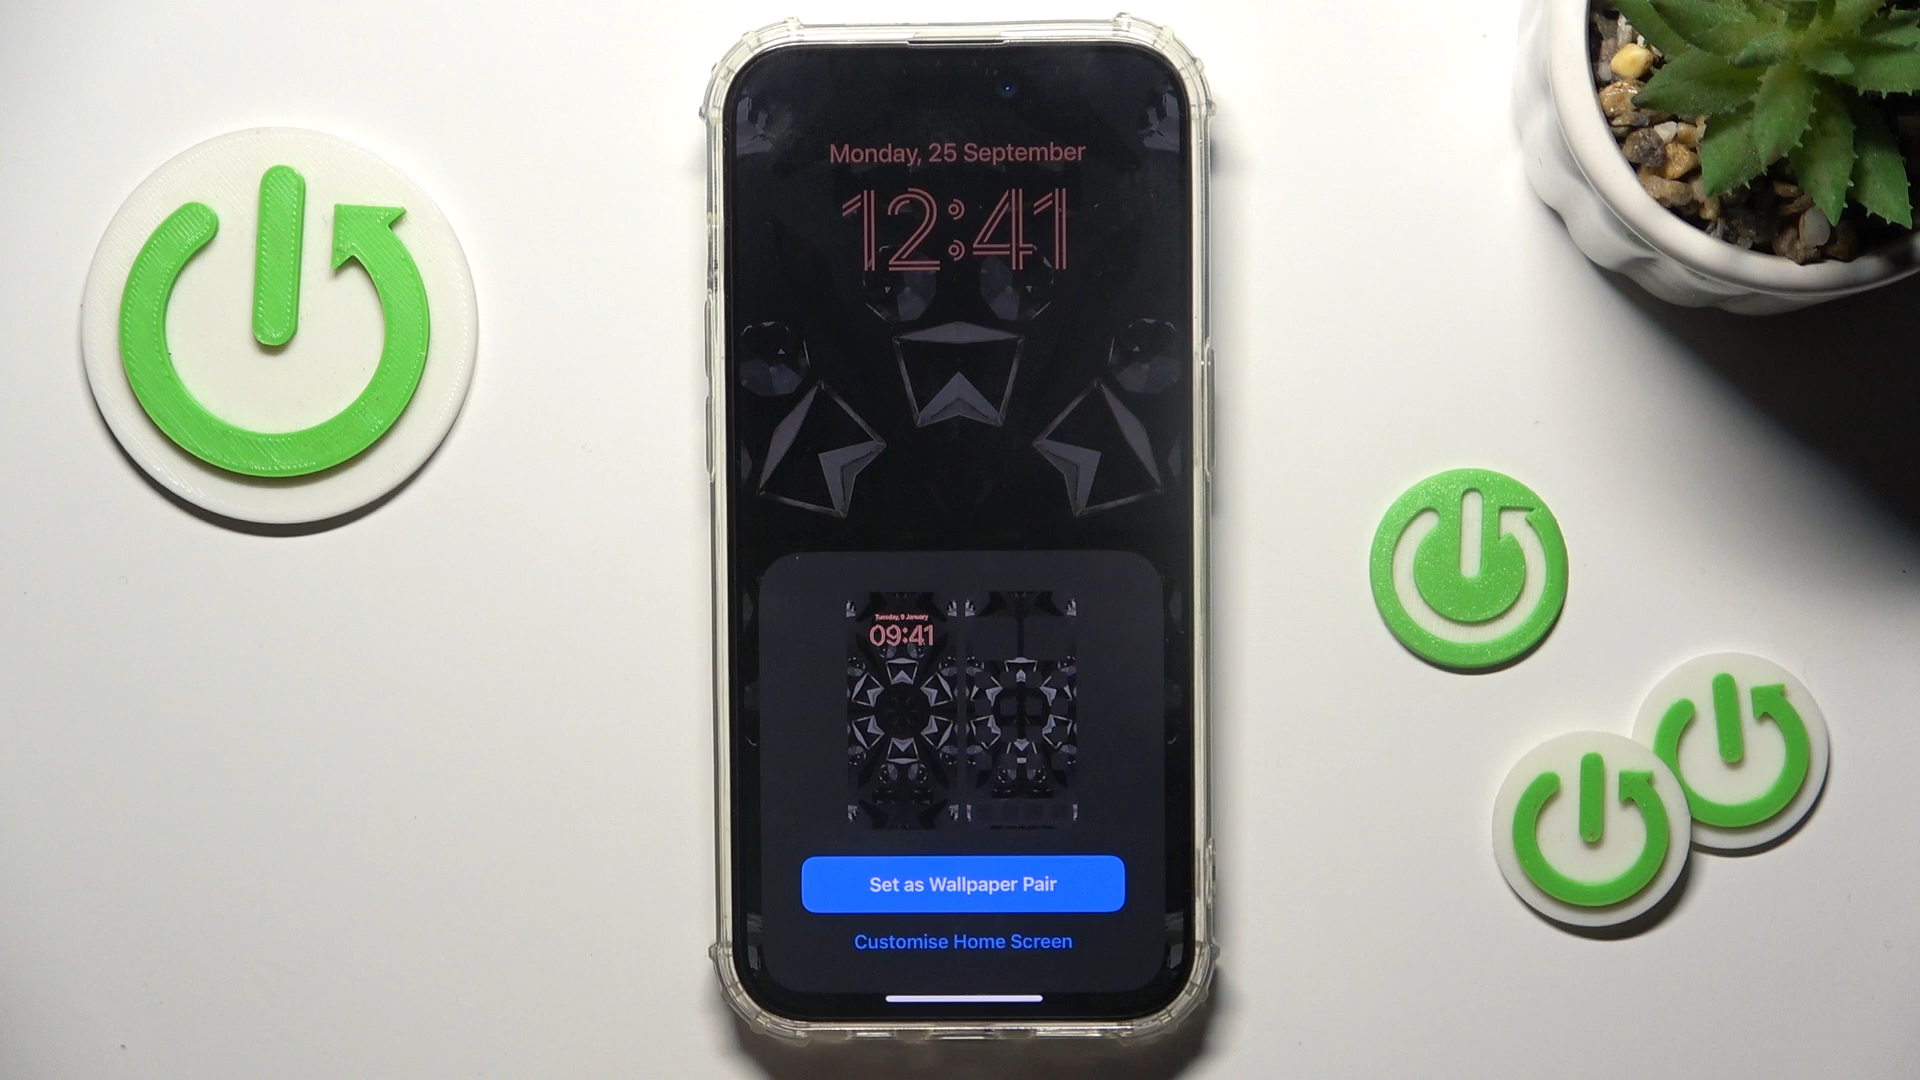 Monday, 25 September
12:41
Tuesday, 9 January
09:41
Set as Wallpaper Pair
Customise Home Screen